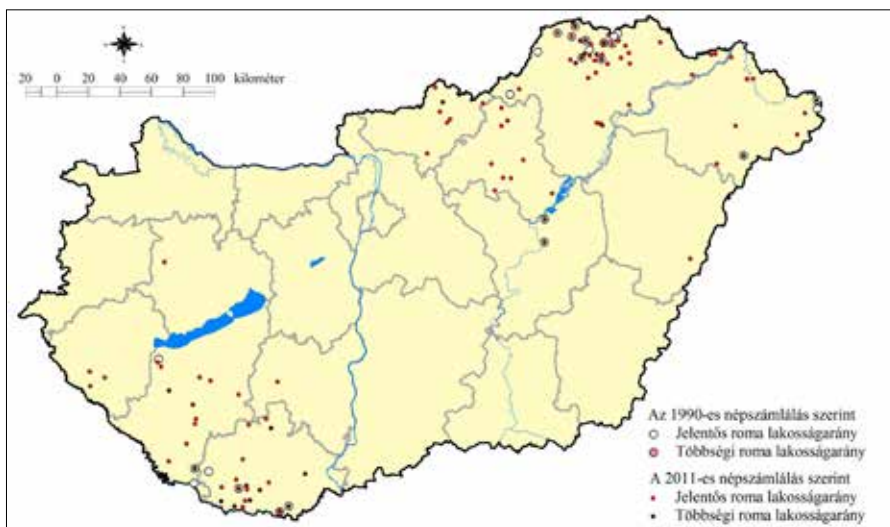 20 0 20 40 60 80 100 kilométer
Az 1990-es népszámlálás szerint
Jelentős roma lakosságarány
Többségi roma lakosságarány
A 2011-es népszámlálás szerint
Jelentős roma lakosságarány
Többségi roma lakosságarány